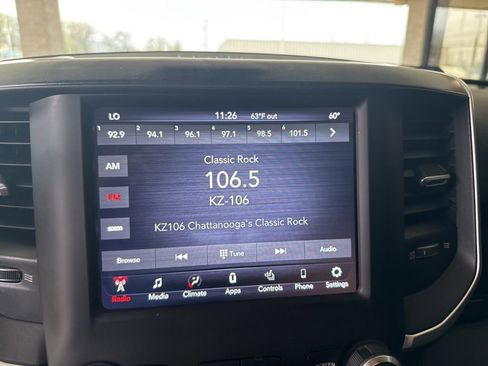 LO 11:26 63°F out 60°
1 92.9 2 94.1 3 96.1 4 97.1 5 98.5 6 101.5
Classic Rock
AM
106.5
FM
KZ-106
KZ106 Chattanooga's Classic Rock
Browse Tune Audio
Radio Media Climate Apps Controls Phone Settings
SCREEN